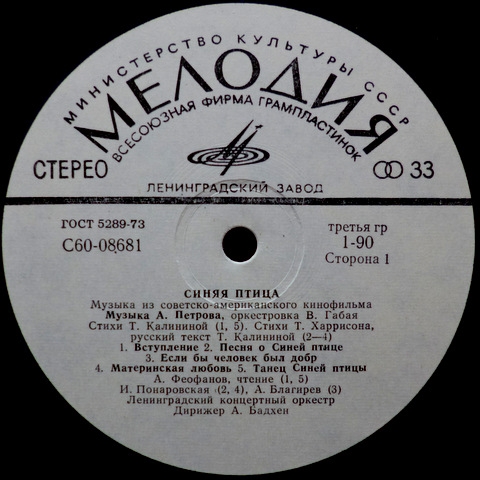 МИНИСТЕРСТВО КУЛЬТУРЫ СССР
МЕЛОДИЯ
ВСЕСОЮЗНАЯ ФИРМА ГРАМПЛАСТИНОК
СТЕРЕО
33
ЛЕНИНГРАДСКИЙ ЗАВОД
ГОСТ 5289-73
третья гр
С60-08681
1-90
Сторона 1
СИНЯЯ ПТИЦА
Музыка из советско-американского кинофильма
Музыка А. Петрова, оркестровка В. Габая
Стихи Т. Калининой (1, 5). Стихи Т. Харрисона,
русский текст Т. Калининой (2—4)
1. Вступление 2. Песня о Синей птице
3. Если бы человек был добр
4. Материнская любовь 5. Танец Синей птицы
А. Феофанов, чтение (1, 5)
И. Понаровская (2, 4), А. Благирев (3)
Ленинградский концертный оркестр
Дирижер А. Бадхен